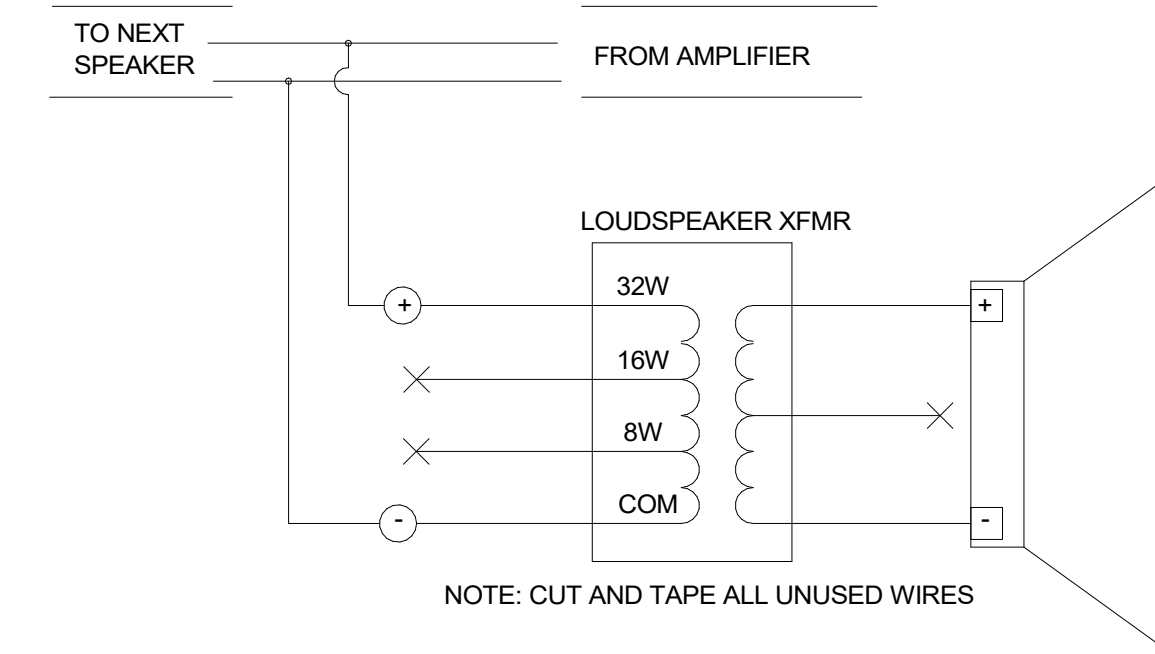 TO NEXT
SPEAKER
FROM AMPLIFIER
LOUDSPEAKER XFMR
32W
+
+
16W
8W
COM
-
-
NOTE: CUT AND TAPE ALL UNUSED WIRES